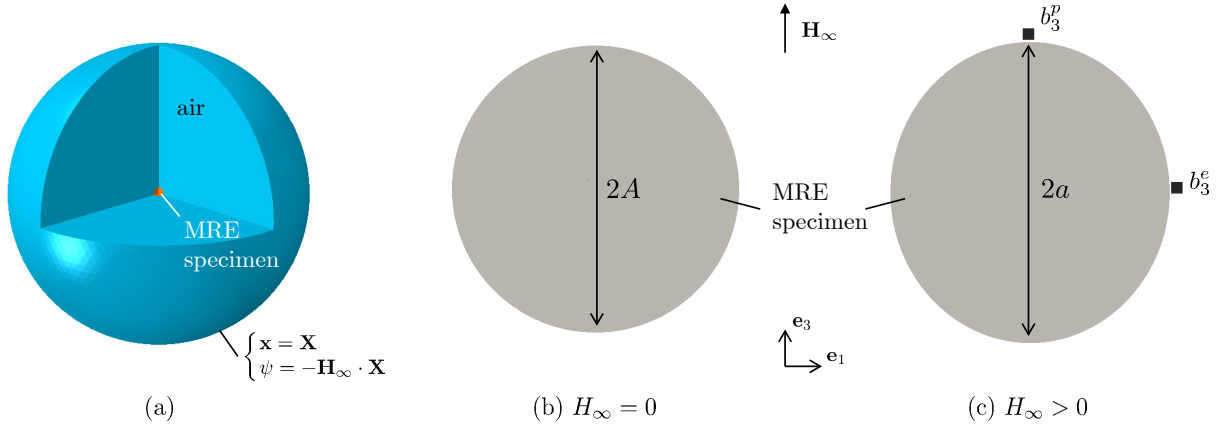 air
MRE
specimen
x = X
ψ = −H∞ · X
(a)
2A
(b) H∞ = 0
H∞
MRE
specimen
e₃
e₁
b₃ᵖ
2a
b₃ᵉ
(c) H∞ > 0